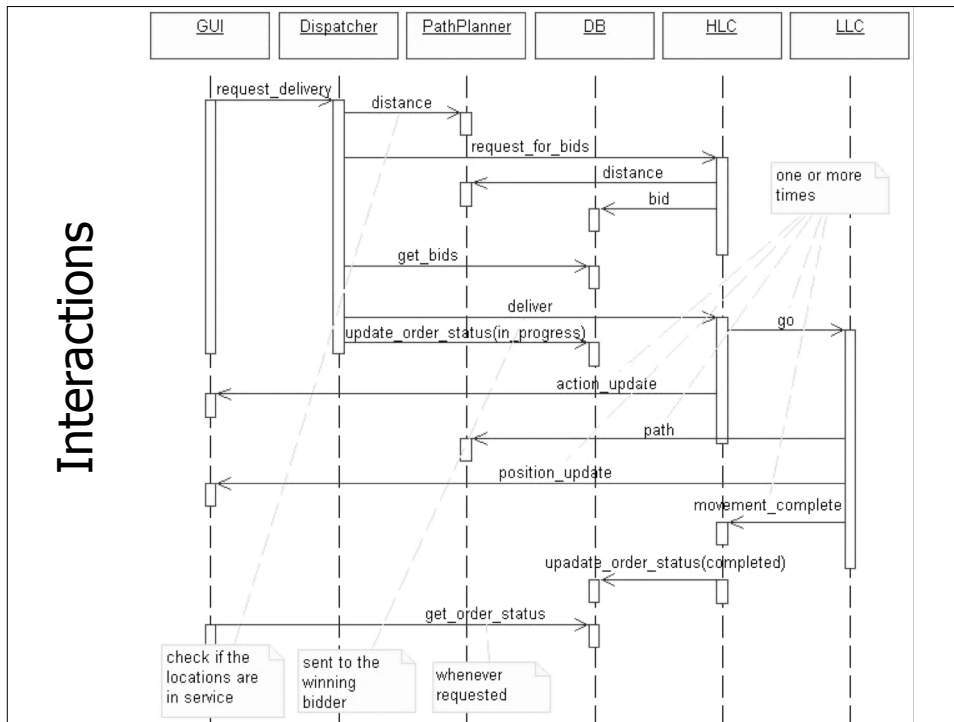 Interactions
GUI
Dispatcher
PathPlanner
DB
HLC
LLC
request_delivery
distance
request_for_bids
distance
one or more
times
bid
get_bids
deliver
go
update_order_status(in_progress)
action_update
path
position_update
movement_complete
upadate_order_status(completed)
get_order_status
check if the
locations are
in service
sent to the
winning
bidder
whenever
requested